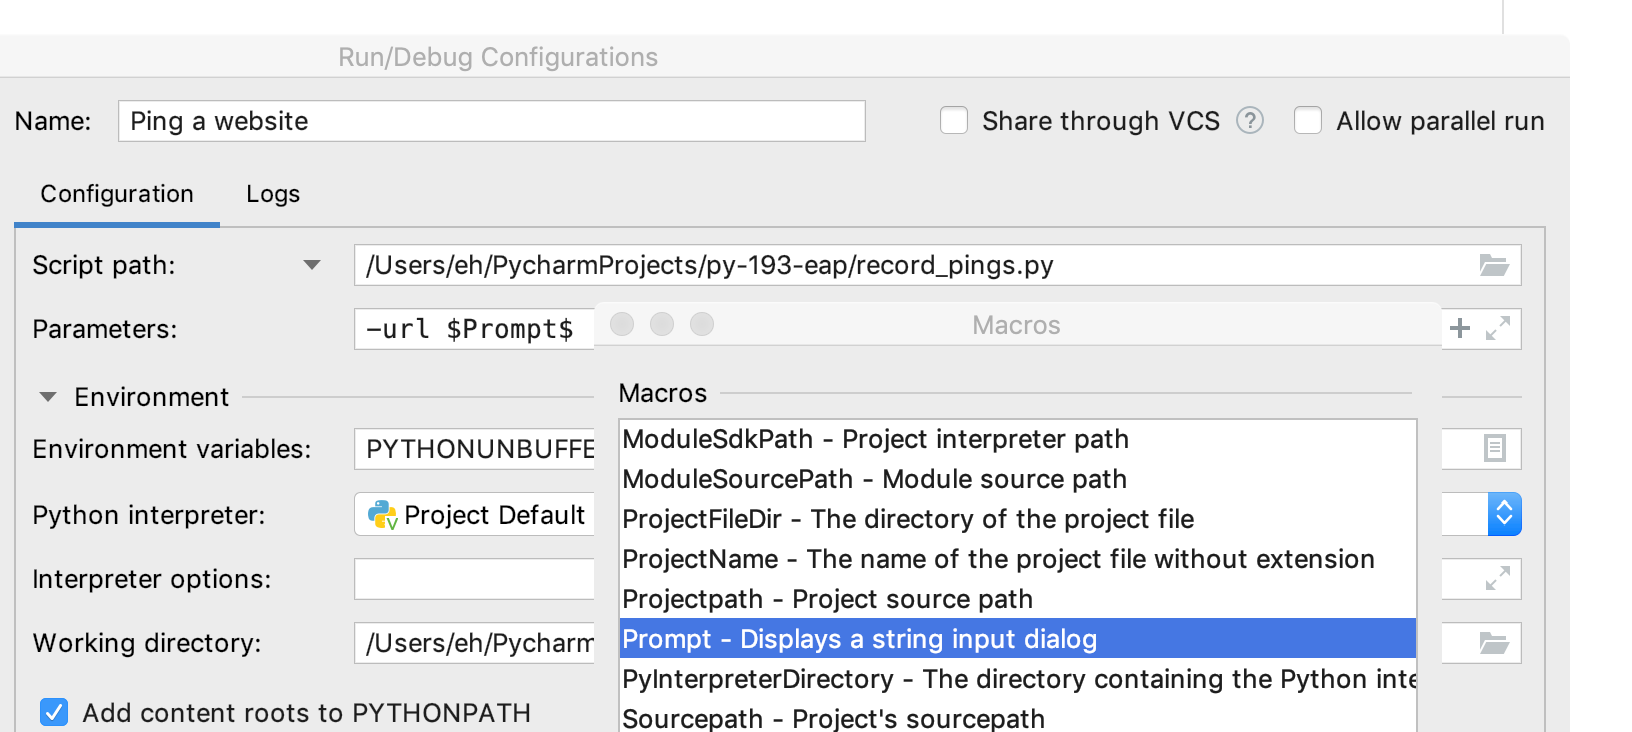 Run/Debug Configurations
Name: Ping a website Share through VCS ? Allow parallel run
Configuration Logs
Script path: /Users/eh/PycharmProjects/py-193-eap/record_pings.py
Parameters: -url $Prompt$
Macros
Environment
Macros
Environment variables: PYTHONUNBUFFE
Python interpreter: Project Default
Interpreter options:
Working directory: /Users/eh/Pycharm
Add content roots to PYTHONPATH
ModuleSdkPath - Project interpreter path
ModuleSourcePath - Module source path
ProjectFileDir - The directory of the project file
ProjectName - The name of the project file without extension
Projectpath - Project source path
Prompt - Displays a string input dialog
PyInterpreterDirectory - The directory containing the Python inte
Sourcepath - Project's sourcepath